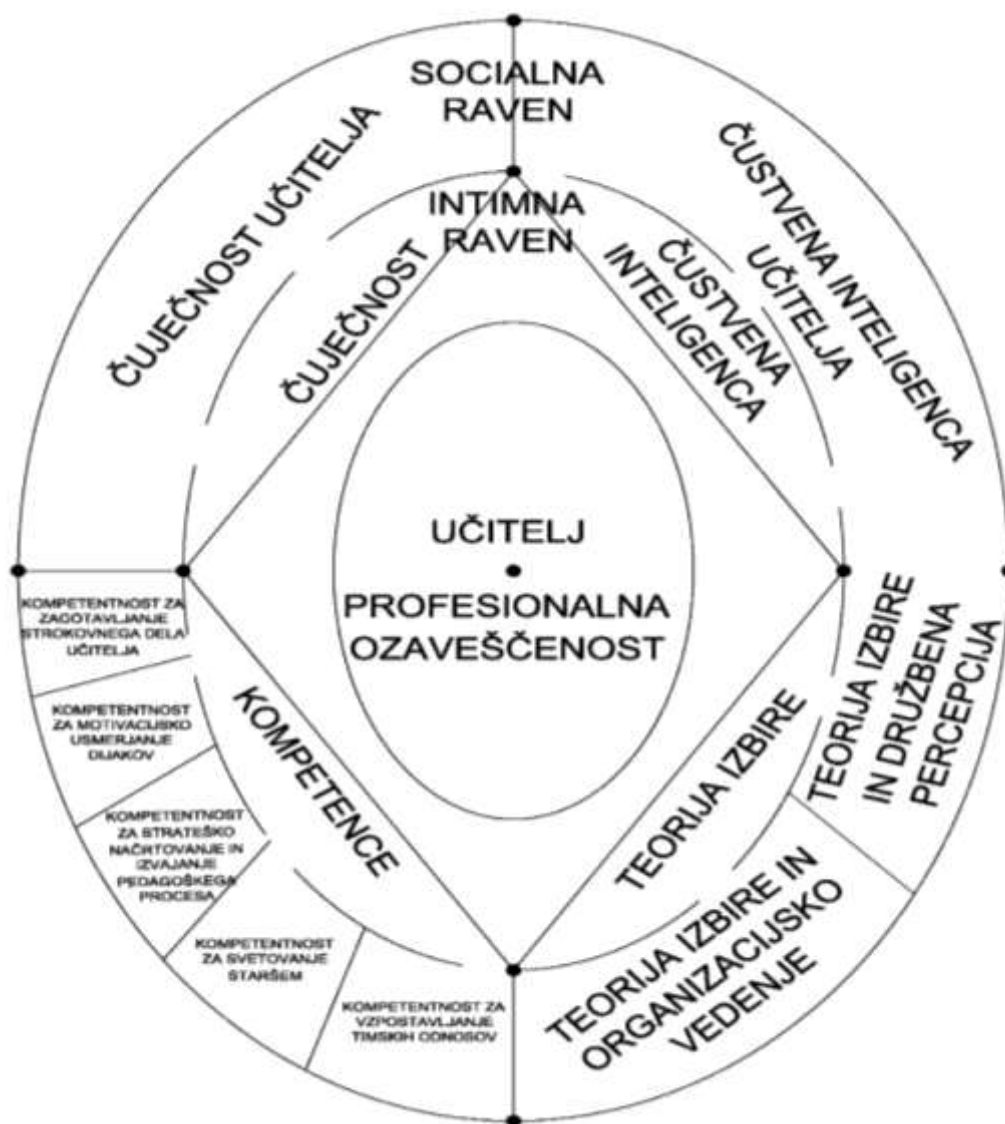 SOCIALNA
RAVEN
INTIMNA
RAVEN
ČUJEČNOST UČITELJA
ČUJEČNOST
ČUSTVENA
INTELIGENCA
ČUSTVENA INTELIGENCA
UČITELJA
UČITELJ
PROFESIONALNA
OZAVEŠČENOST
KOMPETENCE
TEORIJA IZBIRE
TEORIJA IZBIRE
IN DRUŽBENA
PERCEPCIJA
TEORIJA IZBIRE IN
ORGANIZACIJSKO
VEDENJE
KOMPETENTNOST ZA
ZAGOTAVLJANJE
STROKOVNEGA DELA
UČITELJA
KOMPETENTNOST
ZA MOTIVACIJSKO
USMERJANJE
DIJAKOV
KOMPETENTNOST
ZA STRATEŠKO
NAČRTOVANJE IN
IZVAJANJE
PEDAGOŠKEGA
PROCESA
KOMPETENTNOST
ZA SVETOVANJE
STARŠEM
KOMPETENTNOST ZA
VZPOSTAVLJANJE
TIMSKIH ODNOSOV